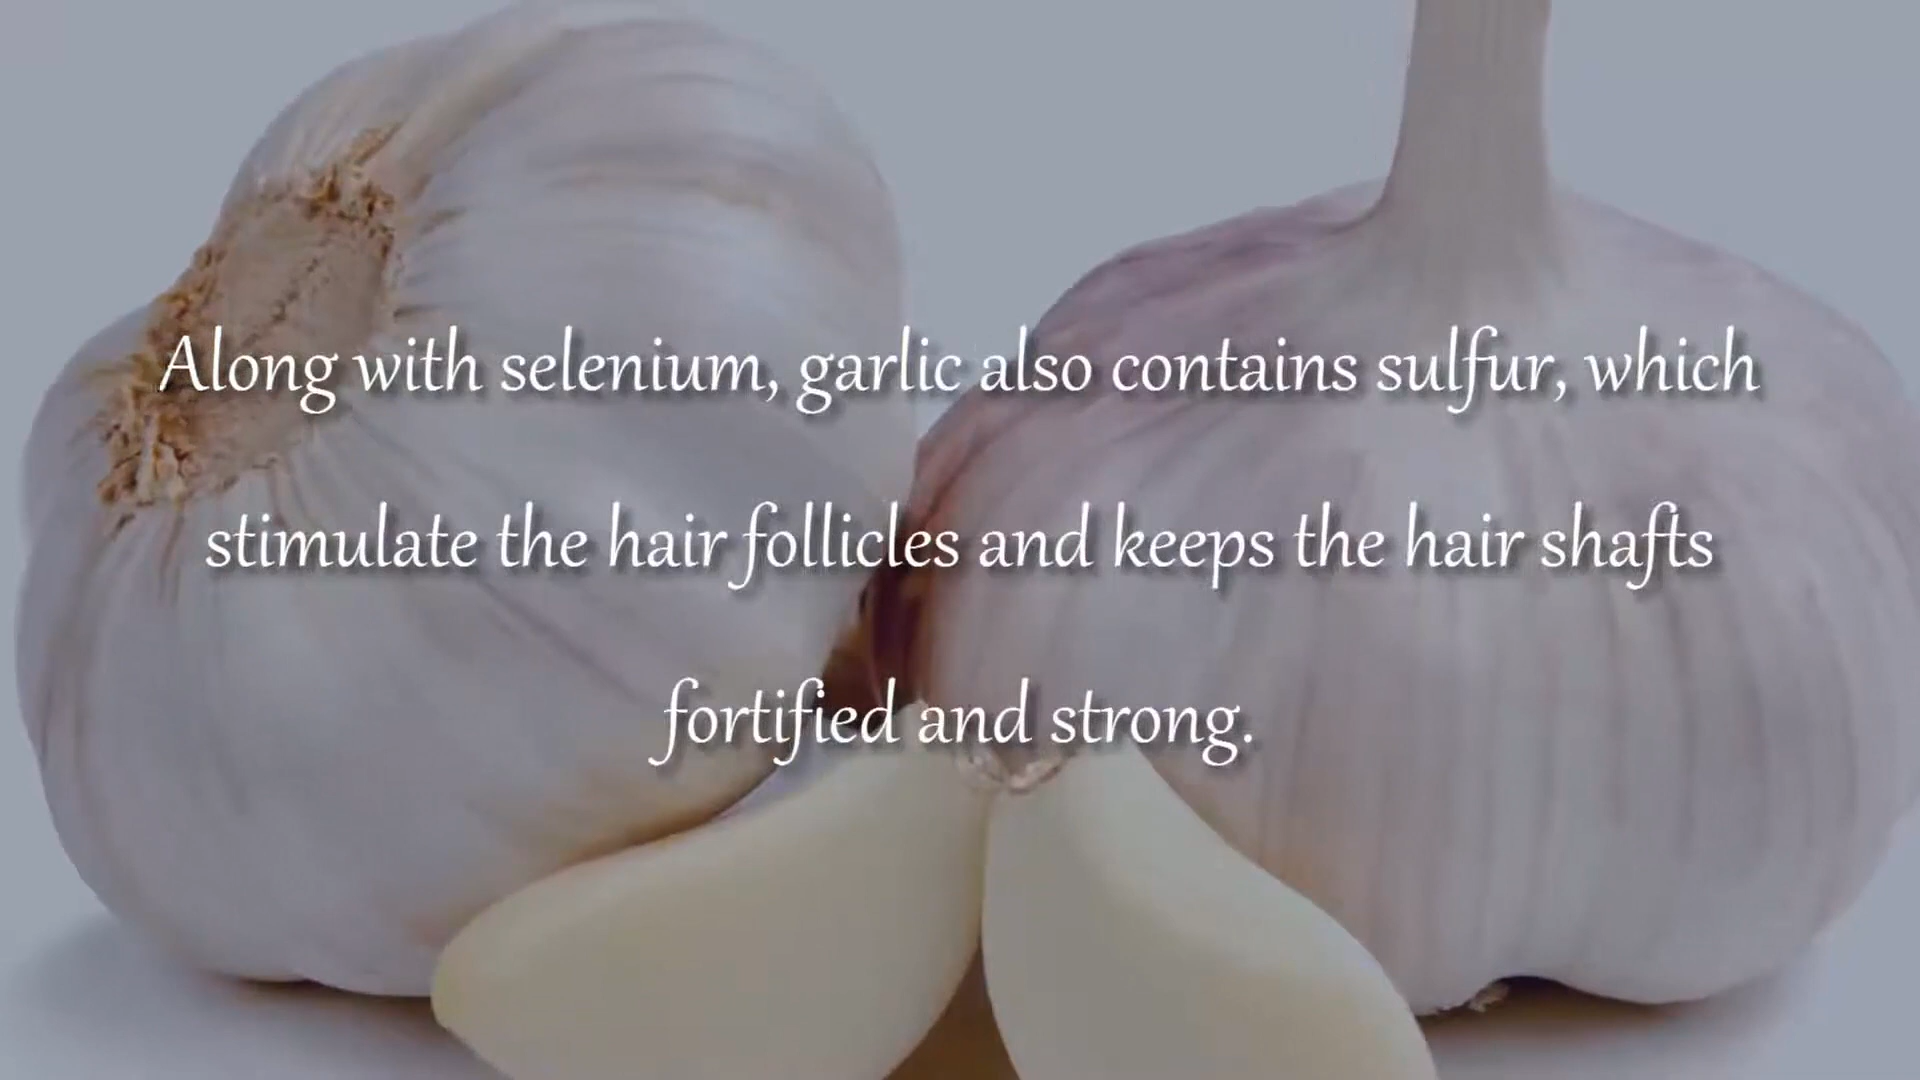 Along with selenium, garlic also contains sulfur, which
stimulate the hair follicles and keeps the hair shafts
fortified and strong.